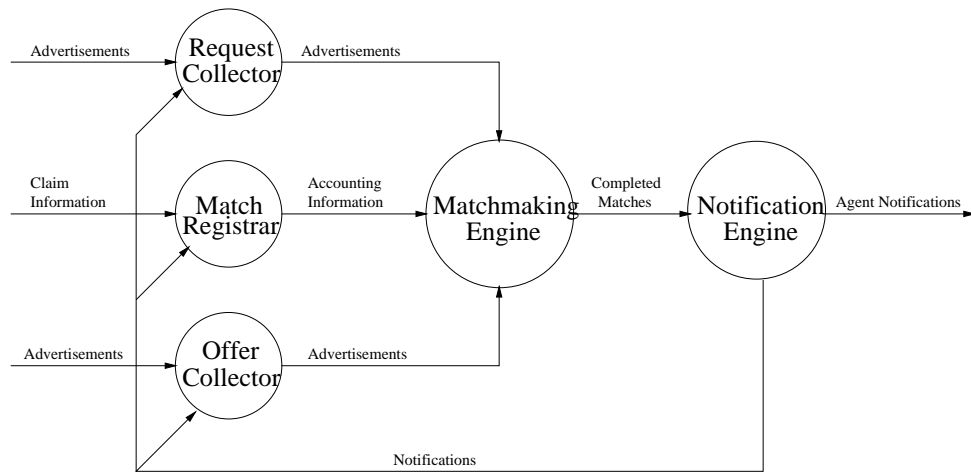 Advertisements
Request
Collector
Advertisements
Claim
Information
Match
Registrar
Accounting
Information
Matchmaking
Engine
Completed
Matches
Notification
Engine
Agent Notifications
Advertisements
Offer
Collector
Advertisements
Notifications